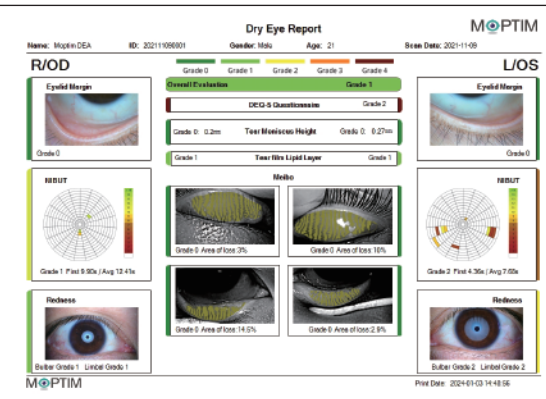 Dry Eye Report
MOPTIM
Name: Moptim DEA ID: 202111090001 Gender: Male Age: 21 Scan Date: 2021-11-09
R/OD
L/OS
Grade 0 Grade 1 Grade 2 Grade 3 Grade 4
Overall Evaluation Grade 1
DEQ-5 Questionnaire Grade 2
Grade 0: 0.2mm Tear Meniscus Height Grade 0: 0.27mm
Grade 1 Tear film Lipid Layer Grade 1
Eyelid Margin
Grade 0
NIBUT
Grade 1 First 9.90s / Avg 12.41s
Redness
Bulbar Grade 1 Limbal Grade 1
Meibo
Grade 0 Area of loss: 3%
Grade 0 Area of loss: 10%
Grade 0 Area of loss: 14.5%
Grade 0 Area of loss: 2.9%
Eyelid Margin
Grade 0
NIBUT
Grade 2 First 4.36s / Avg 7.65s
Redness
Bulbar Grade 2 Limbal Grade 2
MOPTIM
Print Date: 2024-01-03 14:48:56